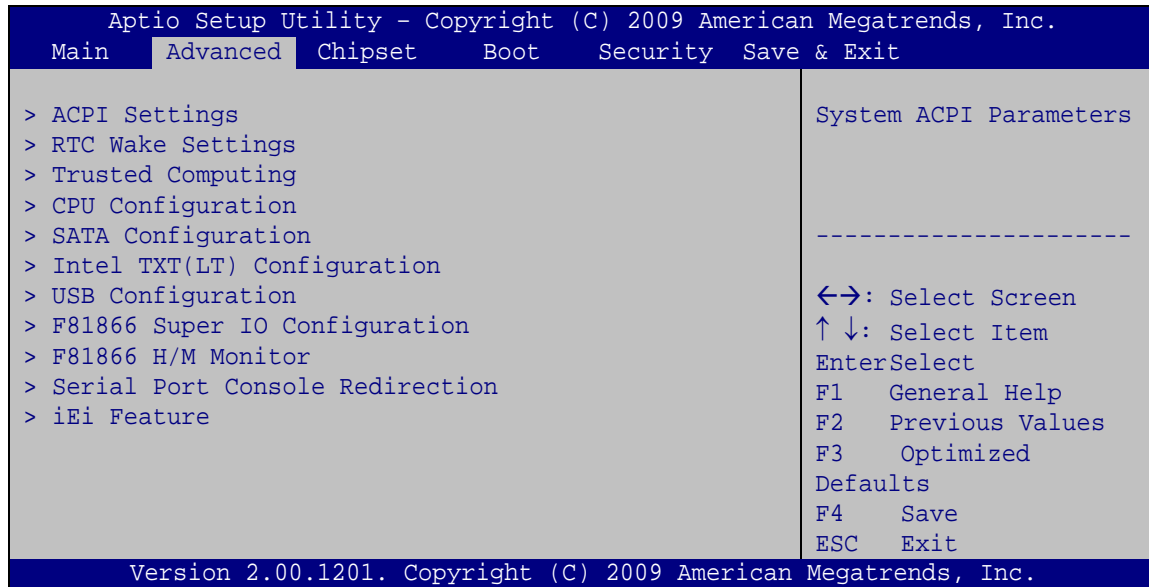 Aptio Setup Utility – Copyright (C) 2009 American Megatrends, Inc.
Main Advanced Chipset Boot Security Save & Exit
> ACPI Settings
> RTC Wake Settings
> Trusted Computing
> CPU Configuration
> SATA Configuration
> Intel TXT(LT) Configuration
> USB Configuration
> F81866 Super IO Configuration
> F81866 H/M Monitor
> Serial Port Console Redirection
> iEi Feature
System ACPI Parameters
----------------------
←→: Select Screen
↑ ↓: Select Item
EnterSelect
F1 General Help
F2 Previous Values
F3 Optimized
Defaults
F4 Save
ESC Exit
Version 2.00.1201. Copyright (C) 2009 American Megatrends, Inc.